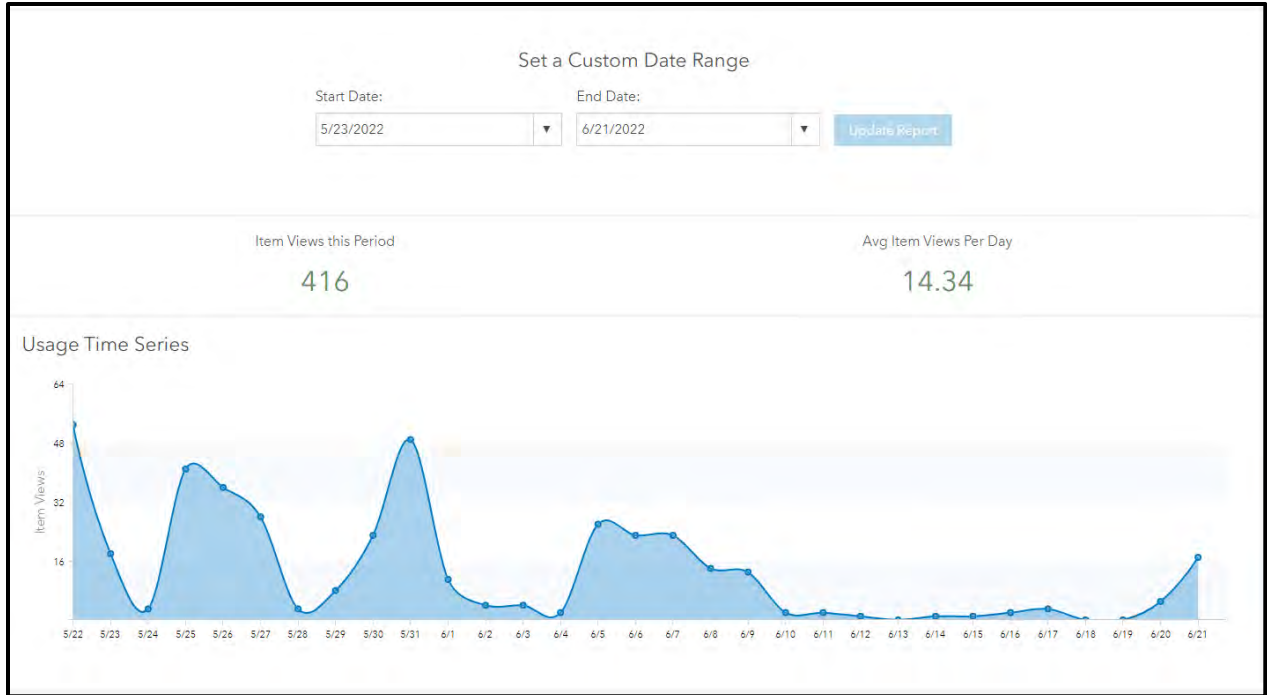 Set a Custom Date Range
Start Date: End Date:
5/23/2022 6/21/2022 Update Report
Item Views this Period Avg Item Views Per Day
416 14.34
Usage Time Series
64
48
32
16
Item Views
5/22 5/23 5/24 5/25 5/26 5/27 5/28 5/29 5/30 5/31 6/1 6/2 6/3 6/4 6/5 6/6 6/7 6/8 6/9 6/10 6/11 6/12 6/13 6/14 6/15 6/16 6/17 6/18 6/19 6/20 6/21